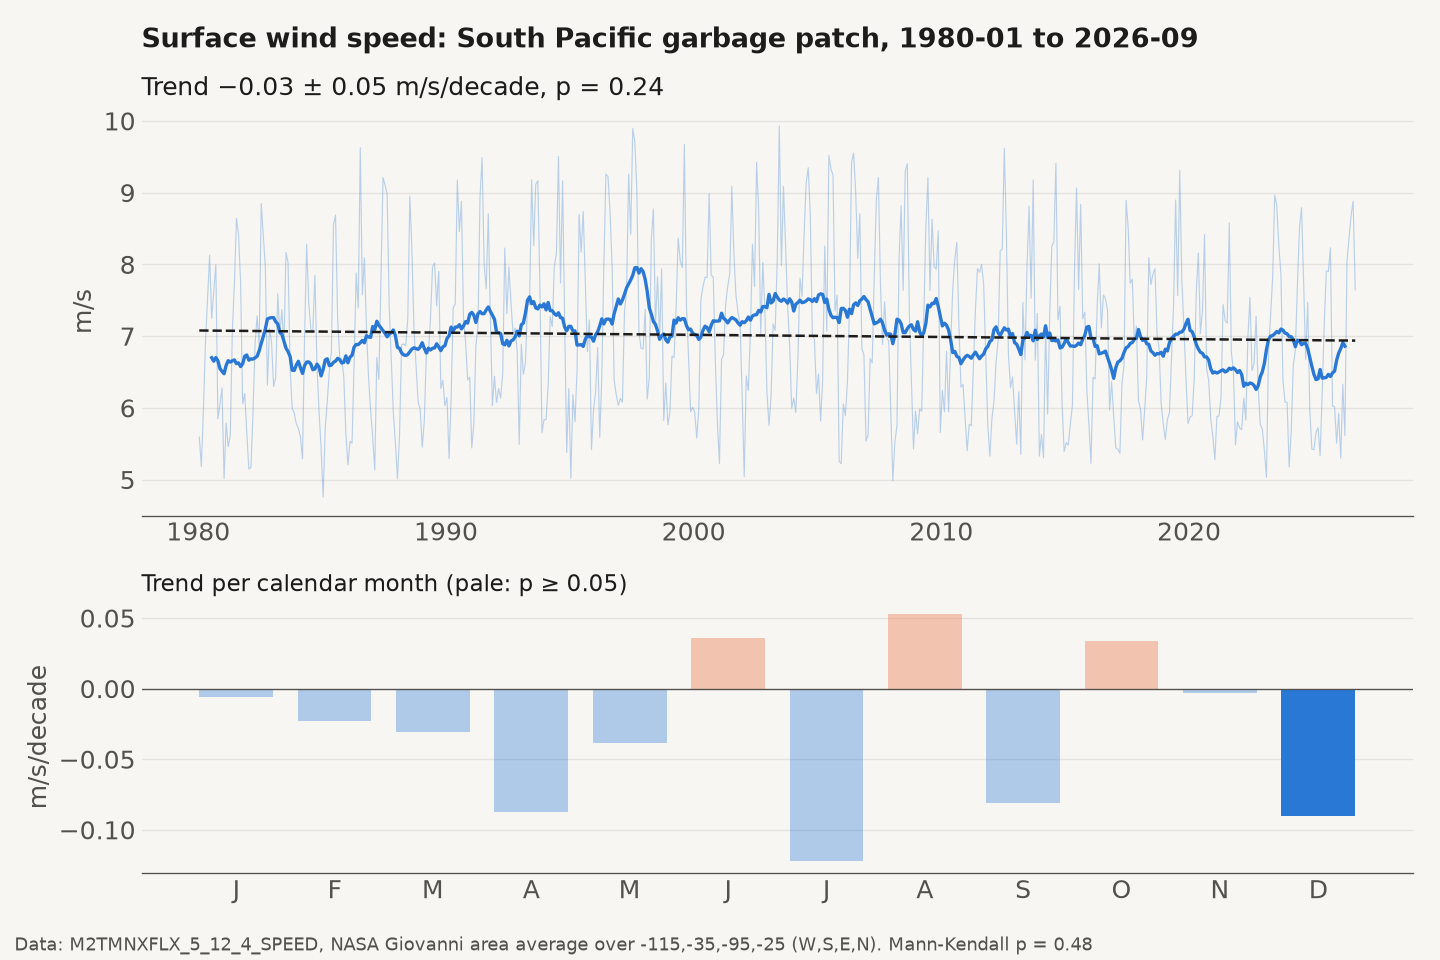 Surface wind speed: South Pacific garbage patch, 1980-01 to 2026-09
Trend −0.03 ± 0.05 m/s/decade, p = 0.24
10
9
8
7
6
5
m/s
1980 1990 2000 2010 2020
Trend per calendar month (pale: p ≥ 0.05)
0.05
0.00
−0.05
−0.10
m/s/decade
J F M A M J J A S O N D
Data: M2TMNXFLX_5_12_4_SPEED, NASA Giovanni area average over -115,-35,-95,-25 (W,S,E,N). Mann-Kendall p = 0.48